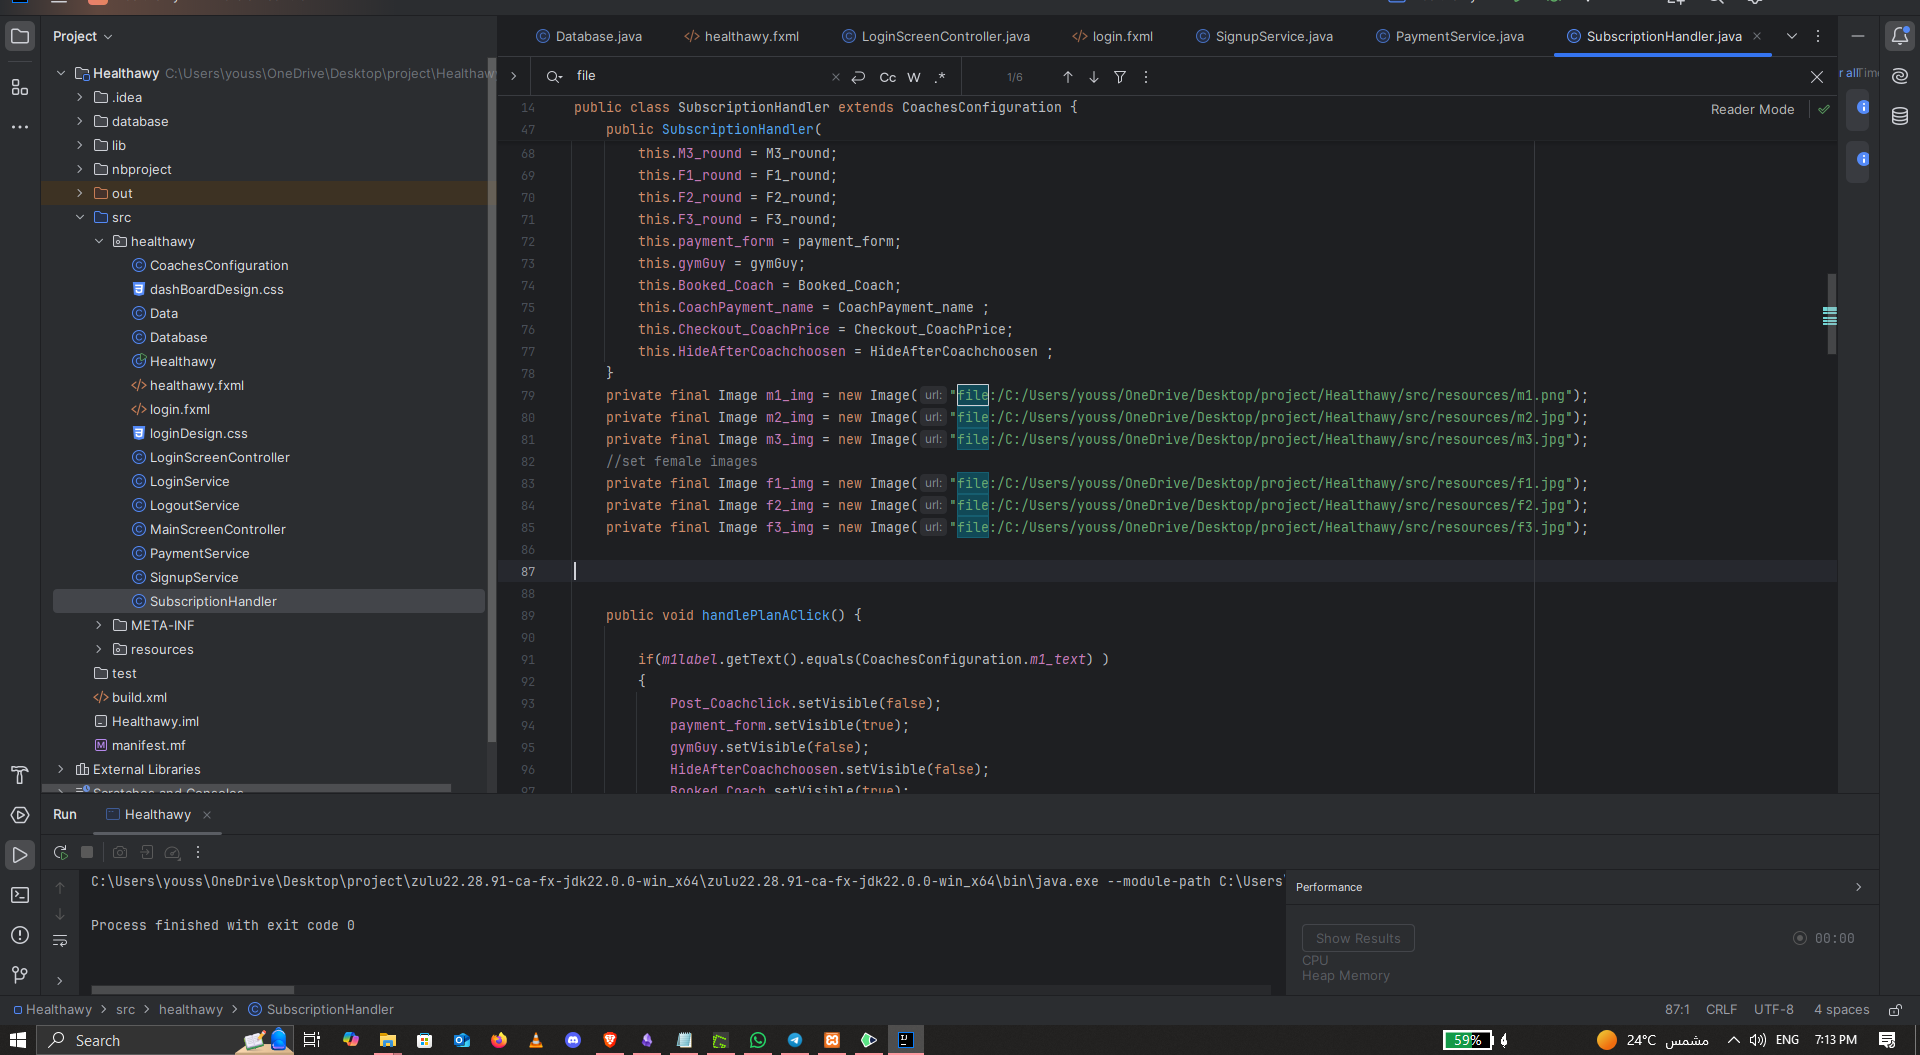 Project
Healthawy C:\Users\youss\OneDrive\Desktop\project\Healthaw
.idea
database
lib
nbproject
out
src
healthawy
CoachesConfiguration
dashBoardDesign.css
Data
Database
Healthawy
healthawy.fxml
login.fxml
loginDesign.css
LoginScreenController
LoginService
LogoutService
MainScreenController
PaymentService
SignupService
SubscriptionHandler
META-INF
resources
test
build.xml
Healthawy.iml
manifest.mf
External Libraries
Scratches and Consoles
Database.java healthawy.fxml LoginScreenController.java login.fxml SignupService.java PaymentService.java SubscriptionHandler.java
file Cc W .* 1/6
Reader Mode
14 public class SubscriptionHandler extends CoachesConfiguration {
47 public SubscriptionHandler(
68 this.M3_round = M3_round;
69 this.F1_round = F1_round;
70 this.F2_round = F2_round;
71 this.F3_round = F3_round;
72 this.payment_form = payment_form;
73 this.gymGuy = gymGuy;
74 this.Booked_Coach = Booked_Coach;
75 this.CoachPayment_name = CoachPayment_name ;
76 this.Checkout_CoachPrice = Checkout_CoachPrice;
77 this.HideAfterCoachchoosen = HideAfterCoachchoosen ;
78 }
79 private final Image m1_img = new Image( url: "file:/C:/Users/youss/OneDrive/Desktop/project/Healthawy/src/resources/m1.png");
80 private final Image m2_img = new Image( url: "file:/C:/Users/youss/OneDrive/Desktop/project/Healthawy/src/resources/m2.jpg");
81 private final Image m3_img = new Image( url: "file:/C:/Users/youss/OneDrive/Desktop/project/Healthawy/src/resources/m3.jpg");
82 //set female images
83 private final Image f1_img = new Image( url: "file:/C:/Users/youss/OneDrive/Desktop/project/Healthawy/src/resources/f1.jpg");
84 private final Image f2_img = new Image( url: "file:/C:/Users/youss/OneDrive/Desktop/project/Healthawy/src/resources/f2.jpg");
85 private final Image f3_img = new Image( url: "file:/C:/Users/youss/OneDrive/Desktop/project/Healthawy/src/resources/f3.jpg");
86
87
88
89 public void handlePlanAClick() {
90
91 if(m1label.getText().equals(CoachesConfiguration.m1_text) )
92 {
93 Post_Coachclick.setVisible(false);
94 payment_form.setVisible(true);
95 gymGuy.setVisible(false);
96 HideAfterCoachchoosen.setVisible(false);
97 Booked_Coach.setVisible(true);
Run Healthawy
C:\Users\youss\OneDrive\Desktop\project\zulu22.28.91-ca-fx-jdk22.0.0-win_x64\zulu22.28.91-ca-fx-jdk22.0.0-win_x64\bin\java.exe --module-path C:\Users
Process finished with exit code 0
Performance
Show Results 00:00
CPU
Heap Memory
Healthawy > src > healthawy > SubscriptionHandler 87:1 CRLF UTF-8 4 spaces
Search 59% 24°C مشمس ENG 7:13 PM